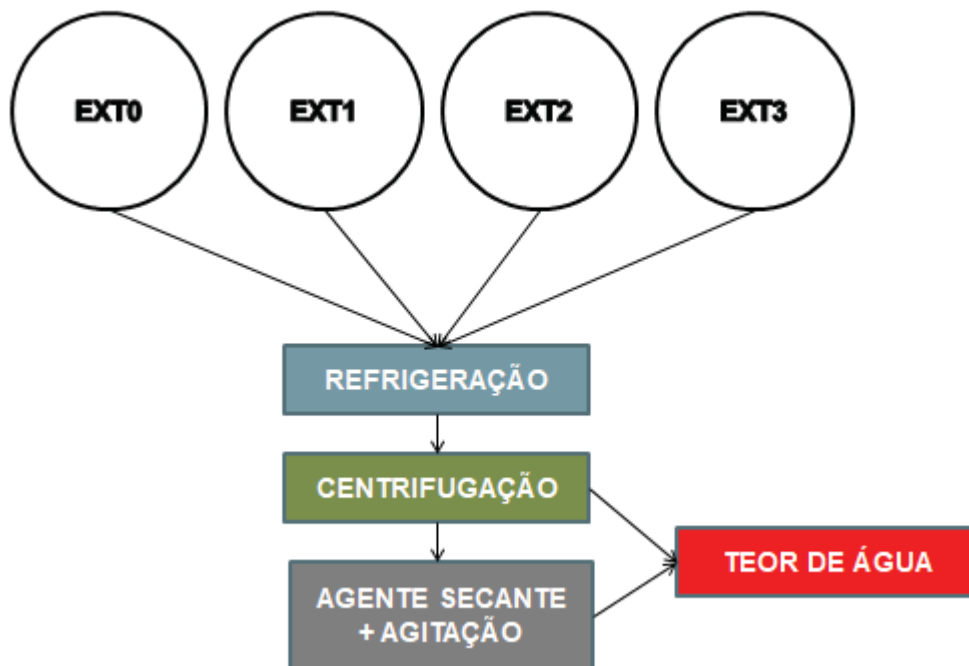 EXT0
EXT1
EXT2
EXT3
REFRIGERAÇÃO
CENTRIFUGAÇÃO
TEOR DE ÁGUA
AGENTE SECANTE
+ AGITAÇÃO